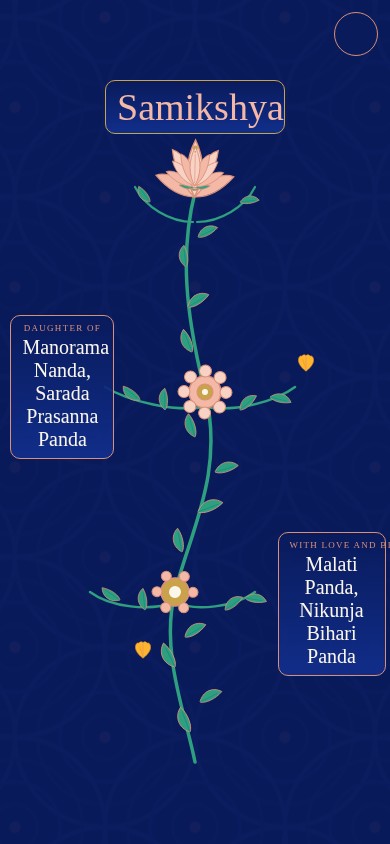 Samikshya
DAUGHTER OF
Manorama
Nanda,
Sarada
Prasanna
Panda
WITH LOVE AND
Malati
Panda,
Nikunja
Bihari
Panda